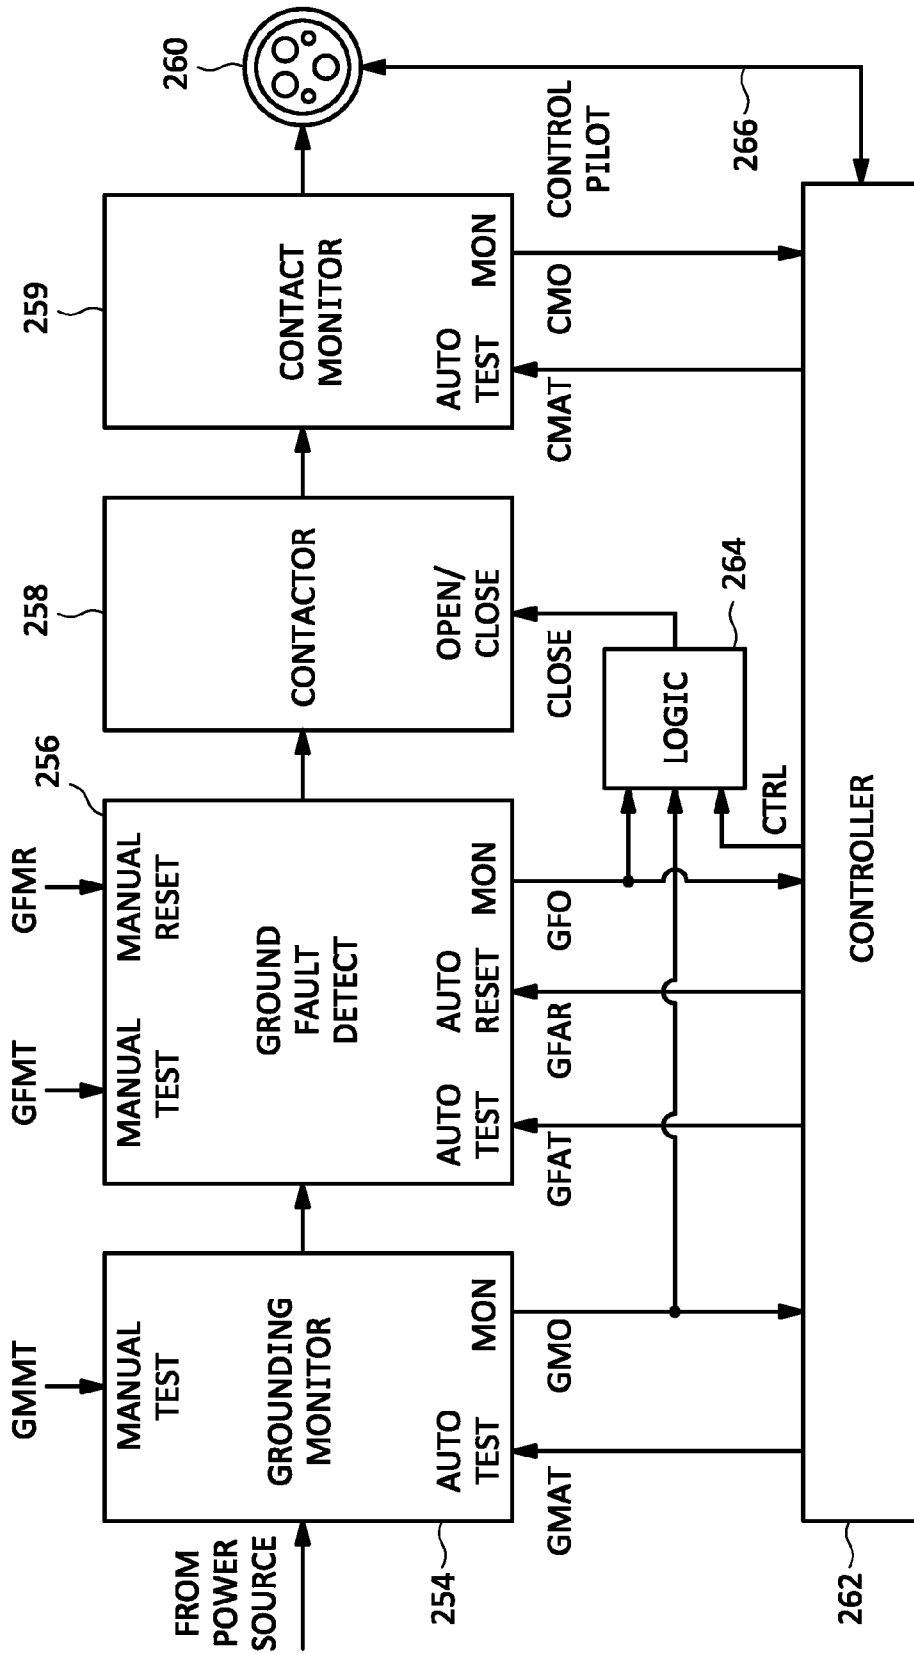 GMMT
GFMT
GFMR
256
258
259
260
FROM
POWER
SOURCE
MANUAL
TEST
GROUNDING
MONITOR
AUTO
TEST
MON
254
MANUAL
TEST
MANUAL
RESET
GROUND
FAULT
DETECT
AUTO
TEST
AUTO
RESET
MON
CONTACTOR
OPEN/
CLOSE
CONTACT
MONITOR
AUTO
TEST
MON
GMAT
GMO
GFAT
GFAR
GFO
CLOSE
CMAT
CMO
CONTROL
PILOT
LOGIC
264
266
CTRL
262
CONTROLLER